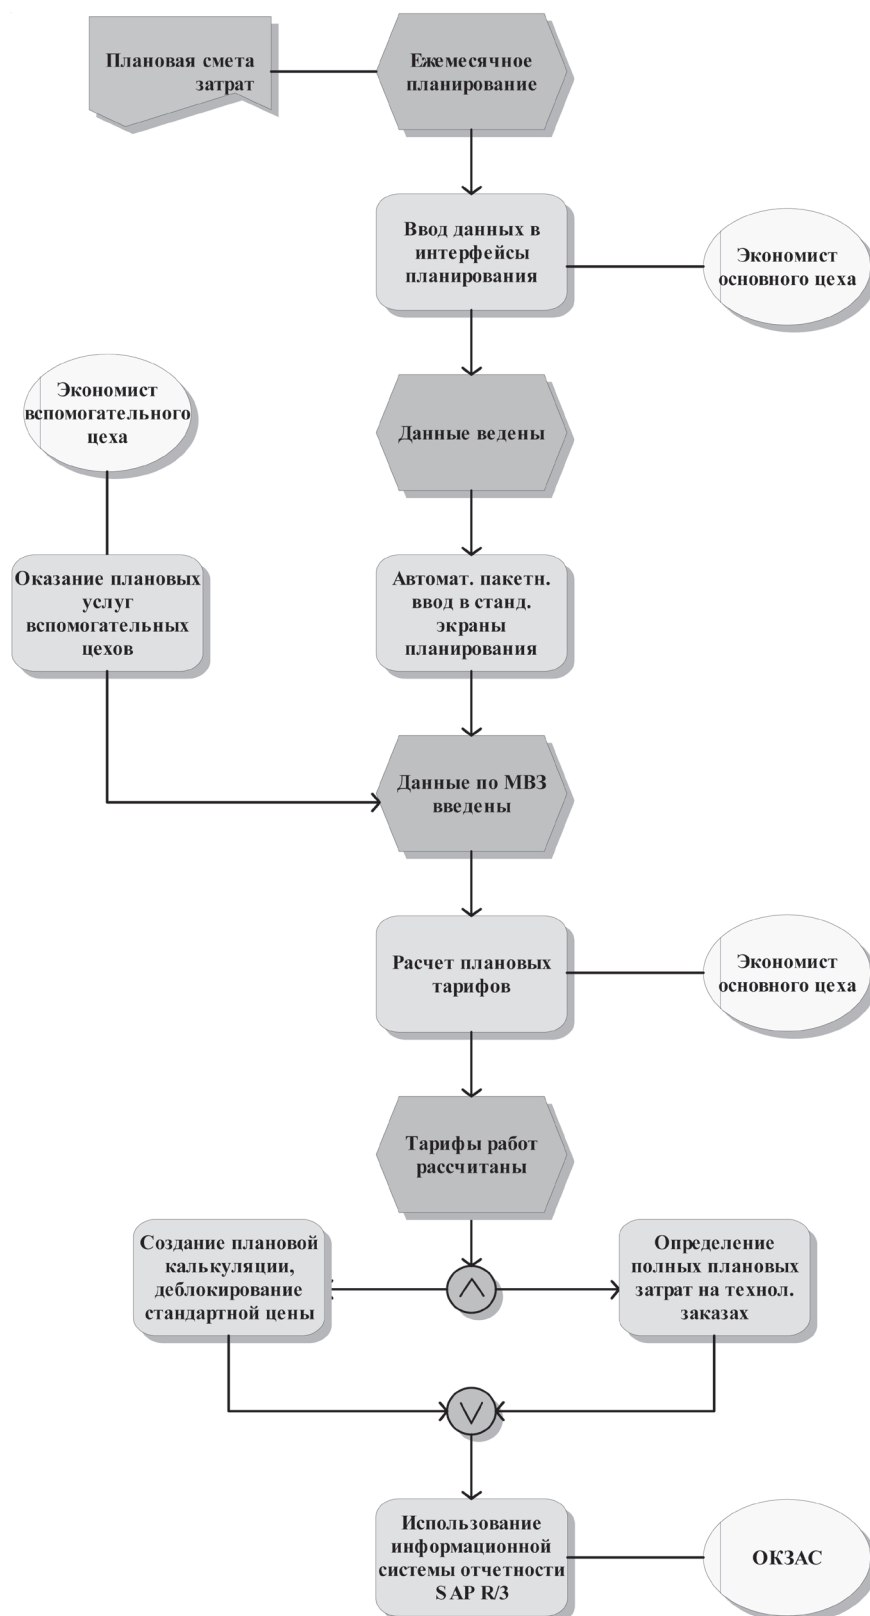 Плановая смета
затрат
Ежемесячное
планирование
Ввод данных в
интерфейсы
планирования
Экономист
основного цеха
Экономист
вспомогательного
цеха
Данные ведены
Оказание плановых
услуг
вспомогательных
цехов
Автомат. пакетн.
ввод в станд.
экраны
планирования
Данные по МВЗ
введены
Расчет плановых
тарифов
Экономист
основного цеха
Тарифы работ
рассчитаны
Создание плановой
калькуляции,
деблокирование
стандартной цены
Определение
полных плановых
затрат на технол.
заказах
Использование
информационной
системы отчетности
SAP R/3
ОКЗАС